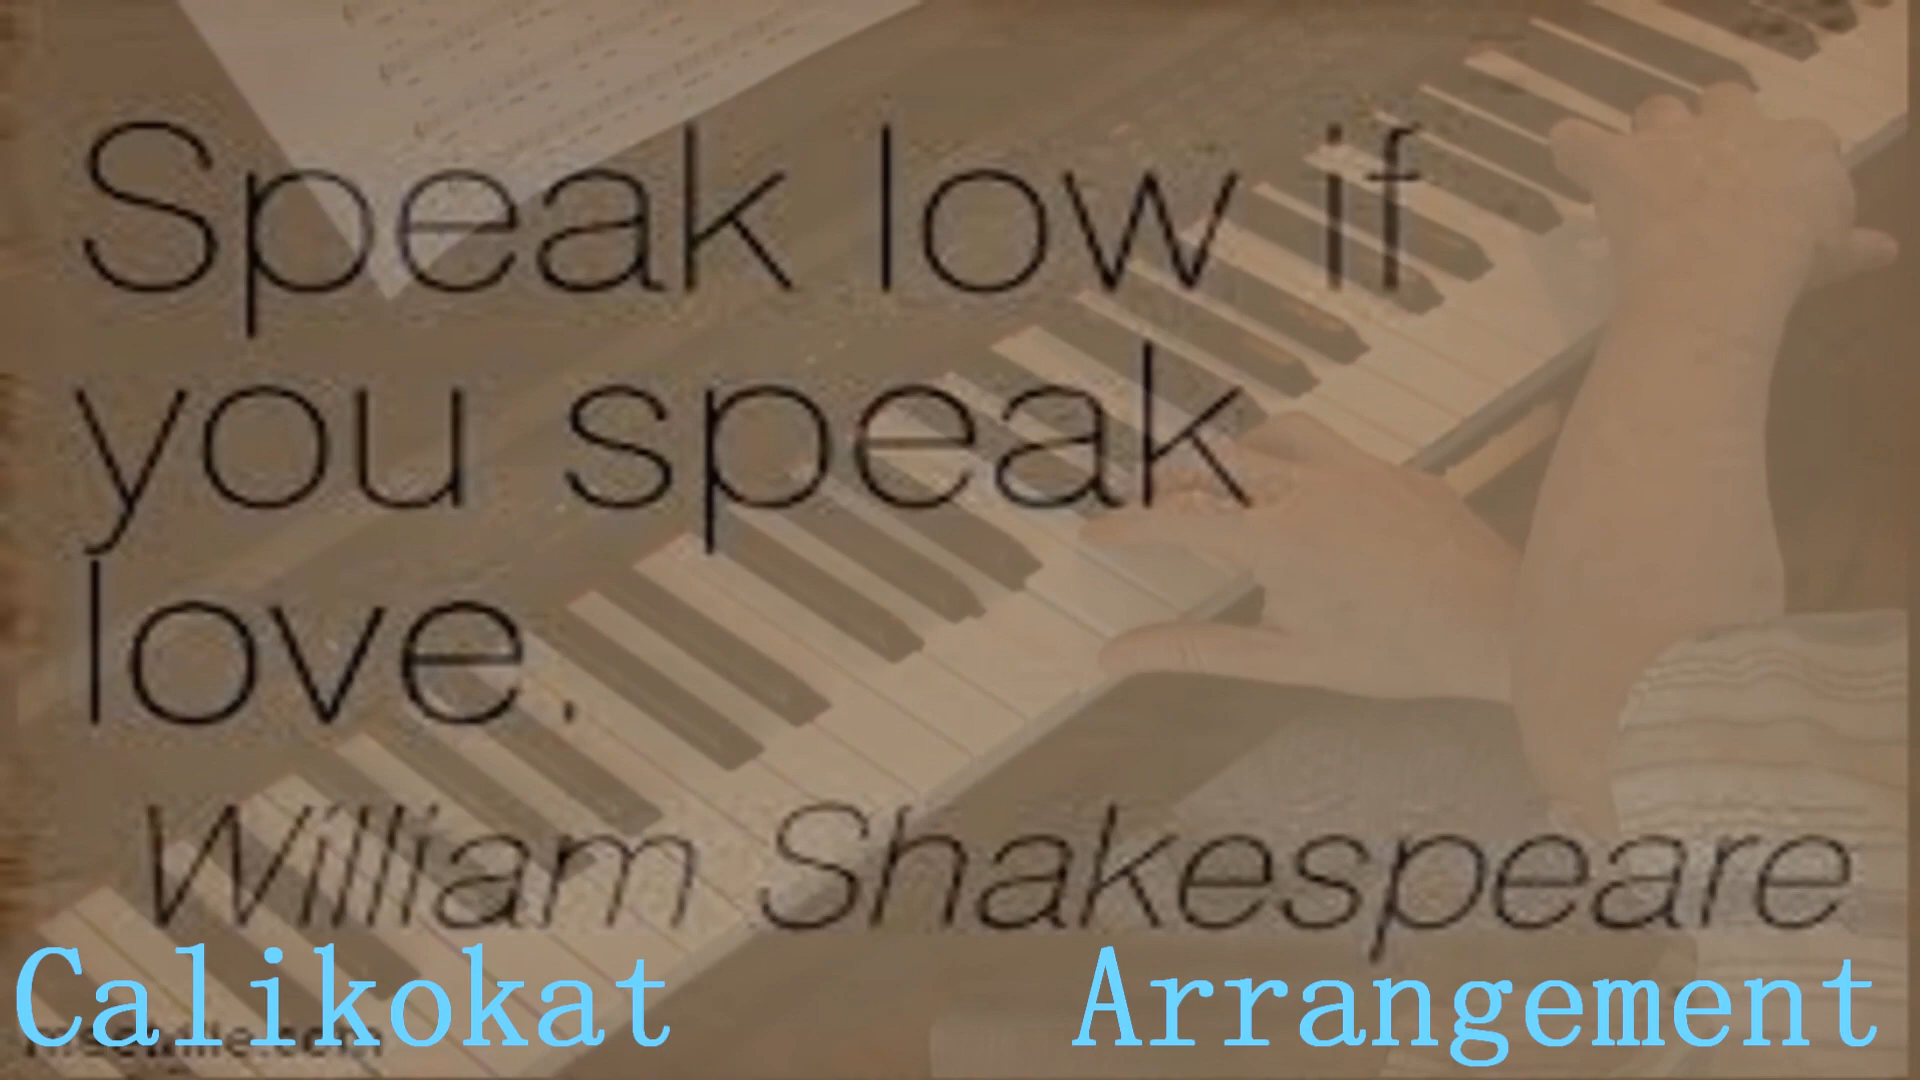 Speak low if
you speak
love.
William Shakespeare
Calikokat Arrangement